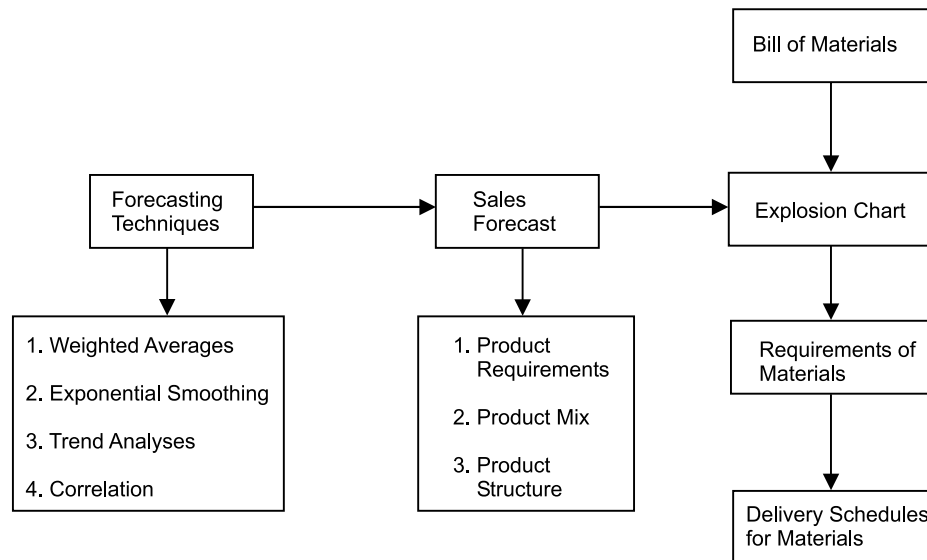 Bill of Materials
Forecasting
Techniques
Sales
Forecast
Explosion Chart
1. Weighted Averages
2. Exponential Smoothing
3. Trend Analyses
4. Correlation
1. Product
Requirements
2. Product Mix
3. Product
Structure
Requirements of
Materials
Delivery Schedules
for Materials